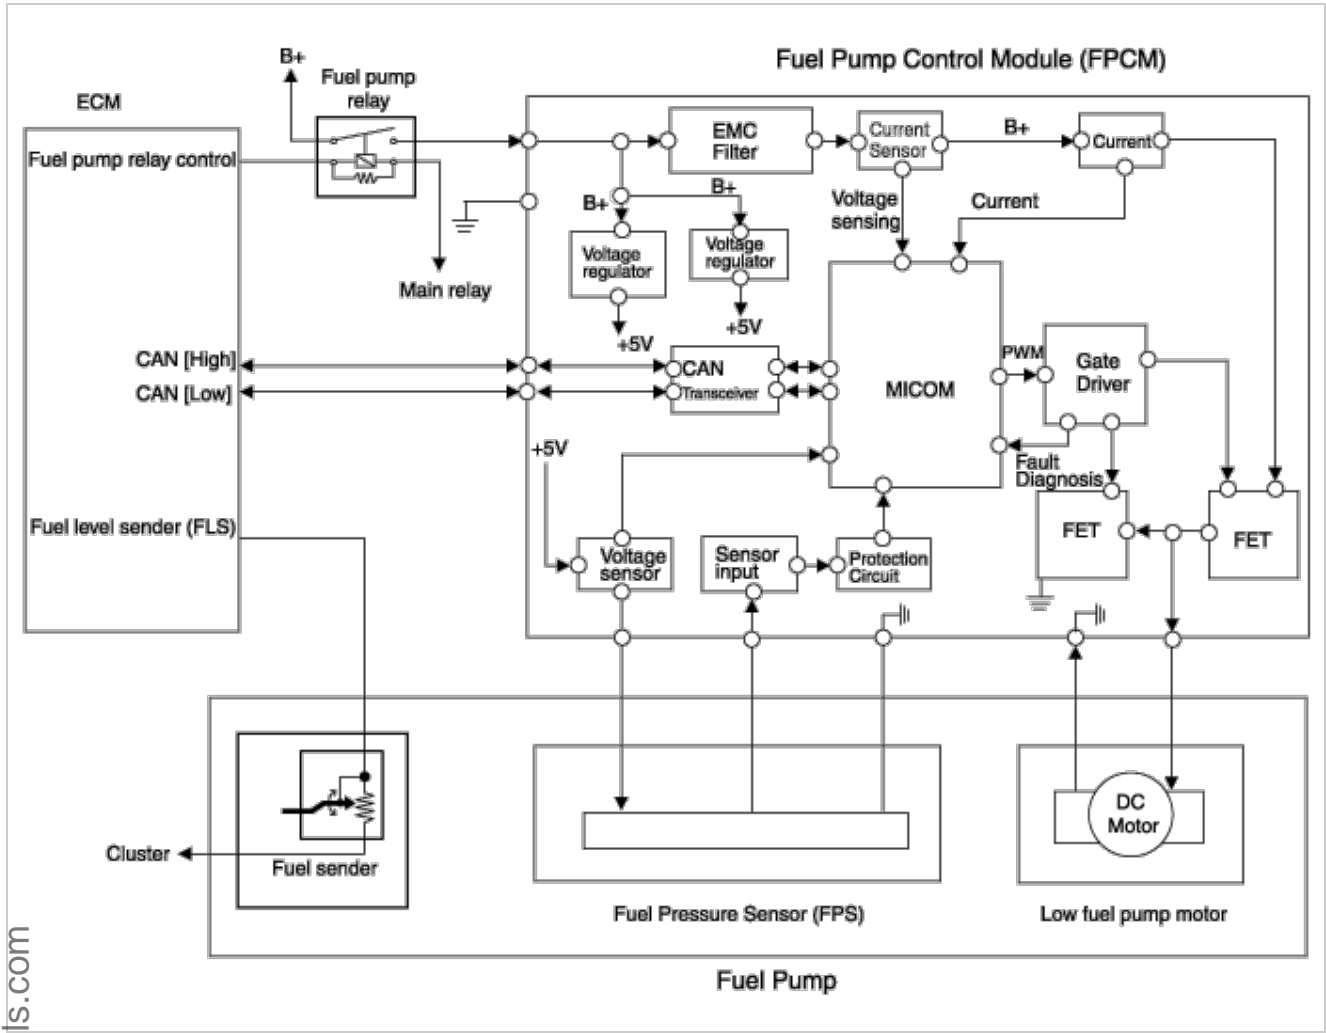 Fuel Pump Control Module (FPCM)
B+
Fuel pump
relay
ECM
Fuel pump relay control
EMC
Filter
Current
Sensor
B+
Current
Voltage
sensing
Current
B+
B+
Voltage
regulator
Voltage
regulator
Main relay
+5V
+5V
CAN [High]
CAN [Low]
CAN
Transceiver
MICOM
PWM
Gate
Driver
+5V
Fault
Diagnosis
FET
FET
Fuel level sender (FLS)
Voltage
sensor
Sensor
input
Protection
Circuit
Cluster
Fuel sender
DC
Motor
Fuel Pressure Sensor (FPS)
Low fuel pump motor
Fuel Pump
ls.com